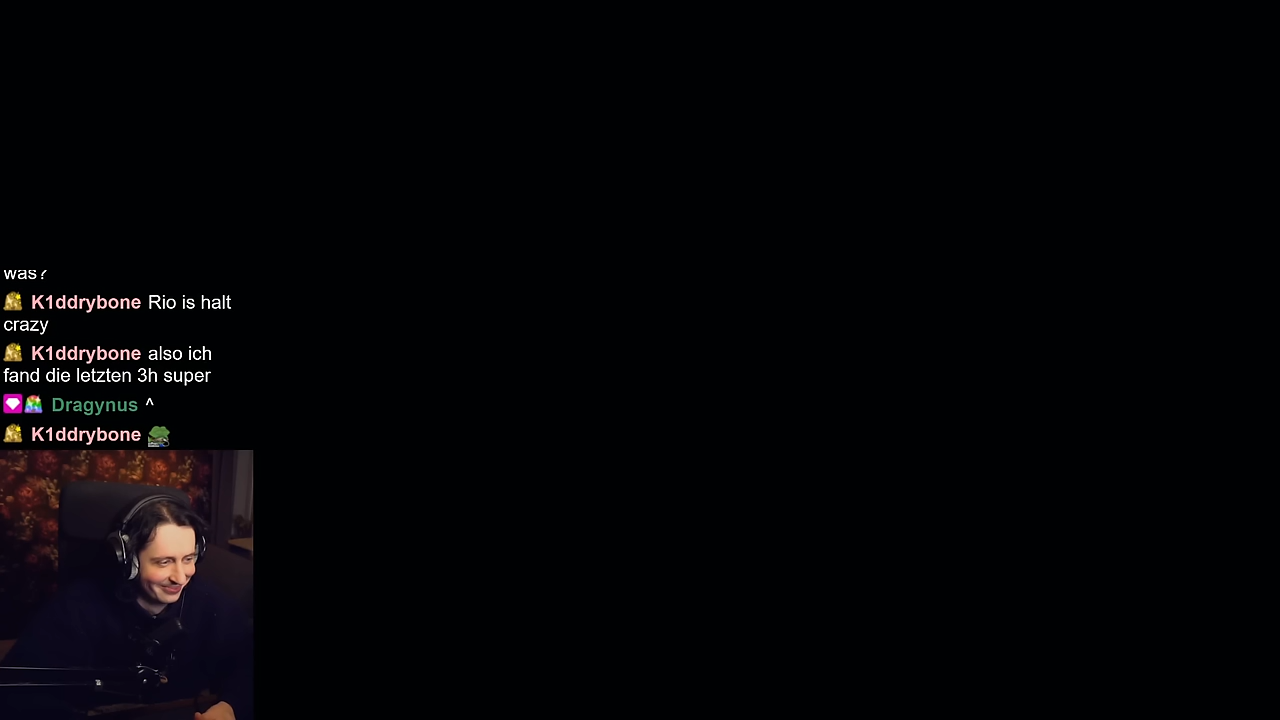 was?
K1ddrybone Rio is halt
crazy
K1ddrybone also ich
fand die letzten 3h super
Dragynus ^
K1ddrybone